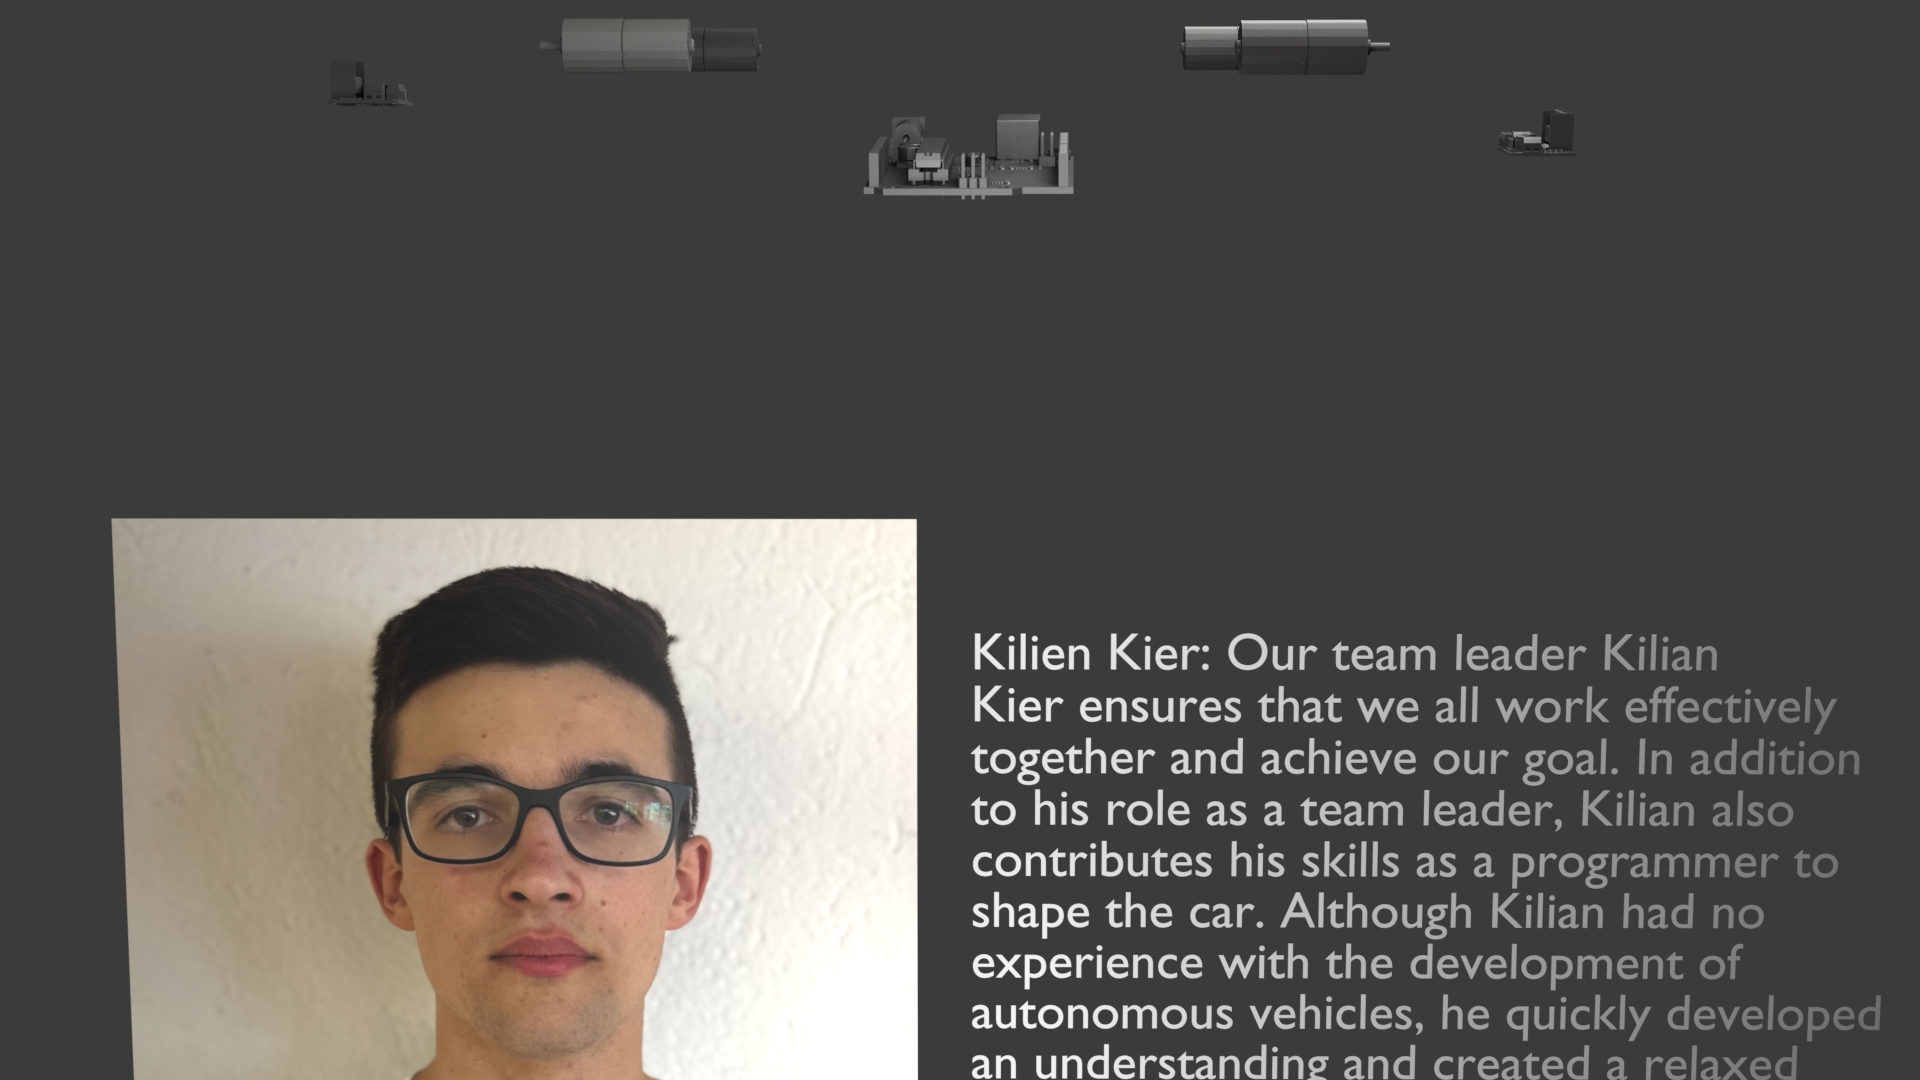 Kilien Kier: Our team leader Kilian
Kier ensures that we all work effectively
together and achieve our goal. In addition
to his role as a team leader, Kilian also
contributes his skills as a programmer to
shape the car. Although Kilian had no
experience with the development of
autonomous vehicles, he quickly developed
an understanding and created a relaxed